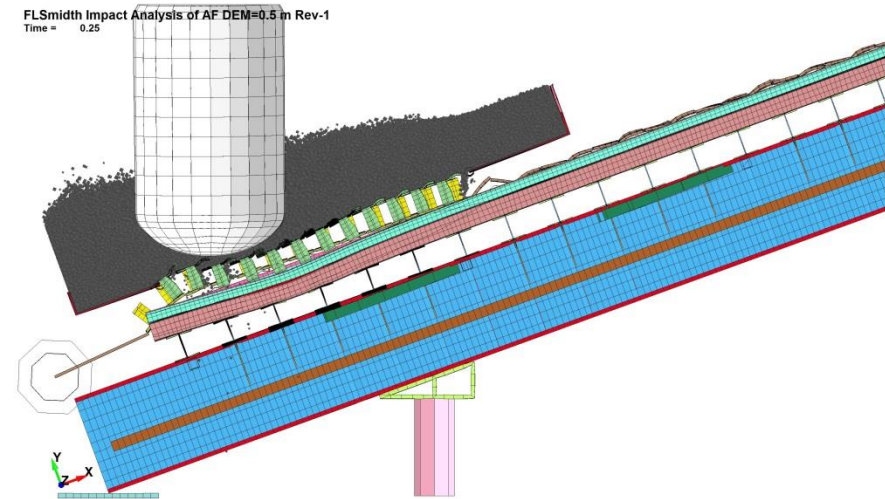 FLSmidth Impact Analysis of AF DEM=0.5 m Rev-1
Time = 0.25
Y
Z X